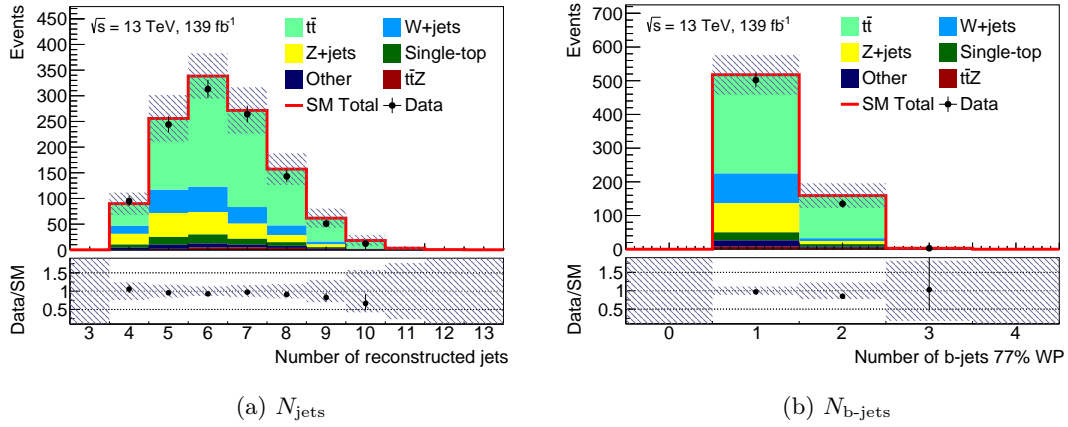 Events
√s = 13 TeV, 139 fb⁻¹
tt̄
W+jets
Z+jets
Single-top
Other
tt̄Z
SM Total
Data
450
400
350
300
250
200
150
100
50
0
Data/SM
1.5
1
0.5
3 4 5 6 7 8 9 10 11 12 13
Number of reconstructed jets
(a) N_jets
Events
√s = 13 TeV, 139 fb⁻¹
tt̄
W+jets
Z+jets
Single-top
Other
tt̄Z
SM Total
Data
700
600
500
400
300
200
100
0
Data/SM
1.5
1
0.5
0 1 2 3 4
Number of b-jets 77% WP
(b) N_b-jets